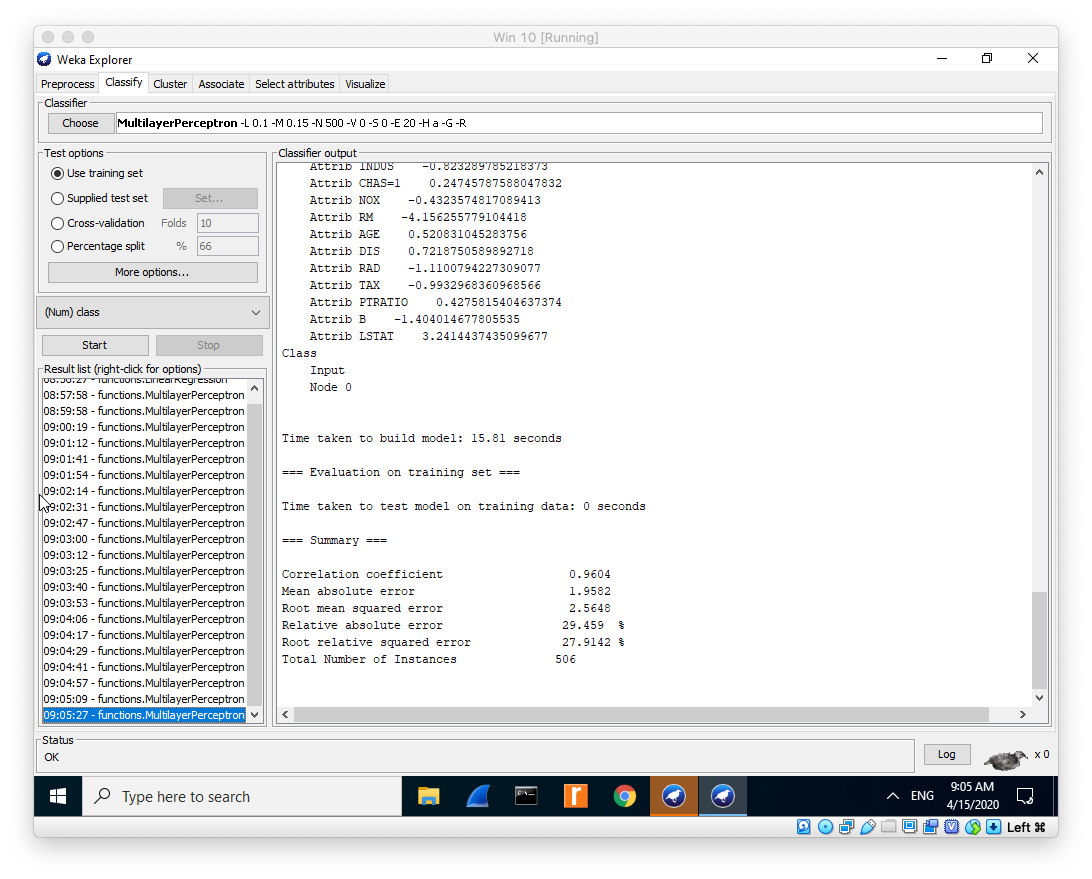 Win 10 [Running]
Weka Explorer
Preprocess Classify Cluster Associate Select attributes Visualize
Classifier
Choose MultilayerPerceptron -L 0.1 -M 0.15 -N 500 -V 0 -S 0 -E 20 -H a -G -R
Test options
Use training set
Supplied test set Set...
Cross-validation Folds 10
Percentage split % 66
More options...
(Num) class
Start Stop
Result list (right-click for options)
08:56:27 - functions.LinearRegression
08:57:58 - functions.MultilayerPerceptron
08:59:58 - functions.MultilayerPerceptron
09:00:19 - functions.MultilayerPerceptron
09:01:12 - functions.MultilayerPerceptron
09:01:41 - functions.MultilayerPerceptron
09:01:54 - functions.MultilayerPerceptron
09:02:14 - functions.MultilayerPerceptron
09:02:31 - functions.MultilayerPerceptron
09:02:47 - functions.MultilayerPerceptron
09:03:00 - functions.MultilayerPerceptron
09:03:12 - functions.MultilayerPerceptron
09:03:25 - functions.MultilayerPerceptron
09:03:40 - functions.MultilayerPerceptron
09:03:53 - functions.MultilayerPerceptron
09:04:06 - functions.MultilayerPerceptron
09:04:17 - functions.MultilayerPerceptron
09:04:29 - functions.MultilayerPerceptron
09:04:41 - functions.MultilayerPerceptron
09:04:57 - functions.MultilayerPerceptron
09:05:09 - functions.MultilayerPerceptron
09:05:27 - functions.MultilayerPerceptron
Classifier output
Attrib INDUS -0.823289785218373
Attrib CHAS=1 0.24745787588047832
Attrib NOX -0.4323574817089413
Attrib RM -4.156255779104418
Attrib AGE 0.520831045283756
Attrib DIS 0.7218750589892718
Attrib RAD -1.1100794227309077
Attrib TAX -0.9932968360968566
Attrib PTRATIO 0.4275815404637374
Attrib B -1.404014677805535
Attrib LSTAT 3.2414437435099677
Class
Input
Node 0
Time taken to build model: 15.81 seconds
=== Evaluation on training set ===
Time taken to test model on training data: 0 seconds
=== Summary ===
Correlation coefficient 0.9604
Mean absolute error 1.9582
Root mean squared error 2.5648
Relative absolute error 29.459 %
Root relative squared error 27.9142 %
Total Number of Instances 506
Status
OK
Log x 0
Type here to search
ENG
9:05 AM
4/15/2020
Left ⌘